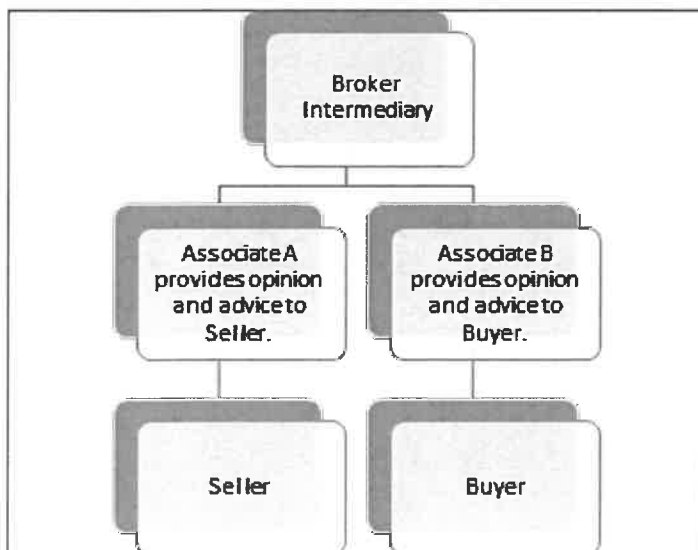 Broker
Intermediary
Associate A
provides opinion
and advice to
Seller.
Associate B
provides opinion
and advice to
Buyer.
Seller
Buyer